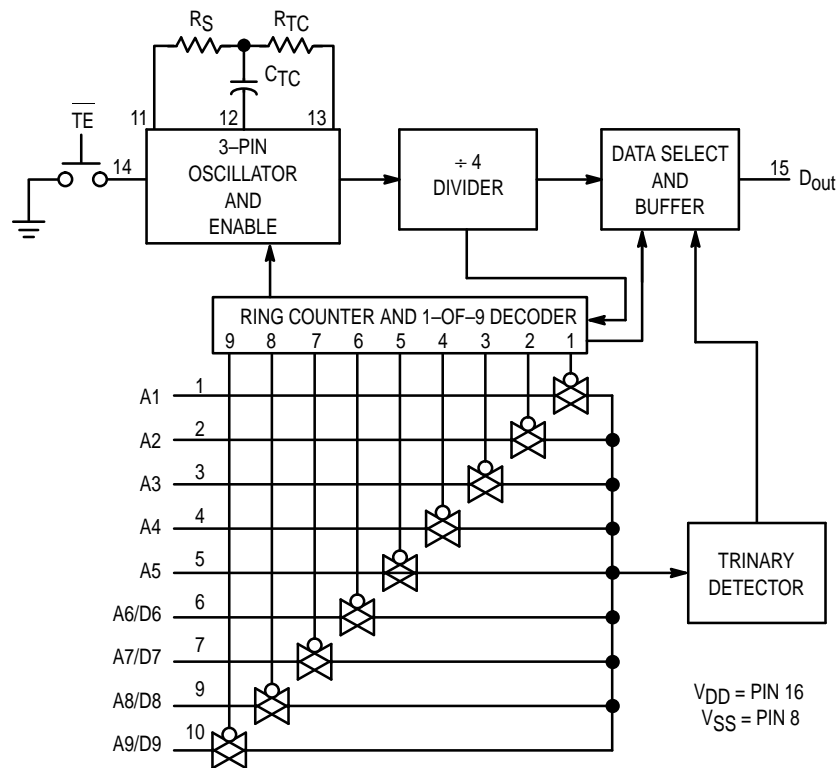 RS RTC
CTC
TE
11 12 13
14
3–PIN
OSCILLATOR
AND
ENABLE
÷ 4
DIVIDER
DATA SELECT
AND
BUFFER
15 Dout
RING COUNTER AND 1–OF–9 DECODER
9 8 7 6 5 4 3 2 1
A1 1
A2 2
A3 3
A4 4
A5 5
A6/D6 6
A7/D7 7
A8/D8 9
A9/D9 10
TRINARY
DETECTOR
VDD = PIN 16
VSS = PIN 8